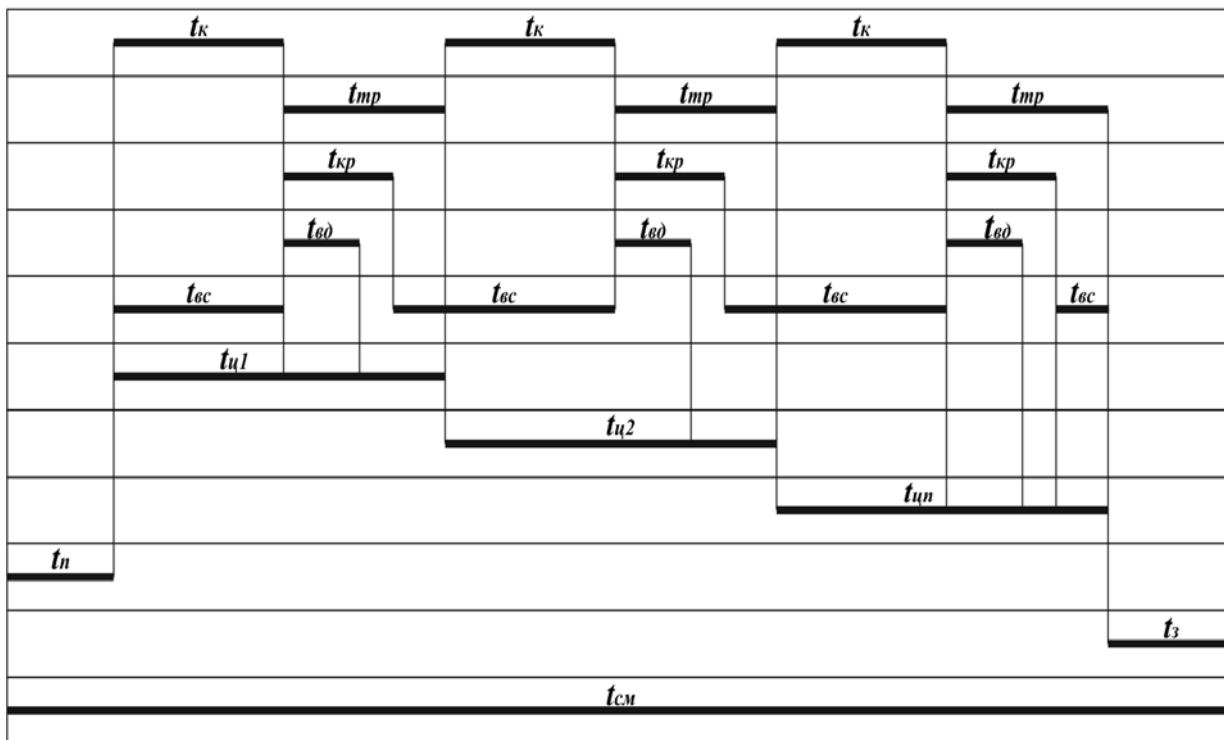 tк tк tк
tтр tтр tтр
tкр tкр tкр
tвд tвд tвд
tвс tвс tвс tвс
tц1
tц2
tцп
tп
tз
tсм